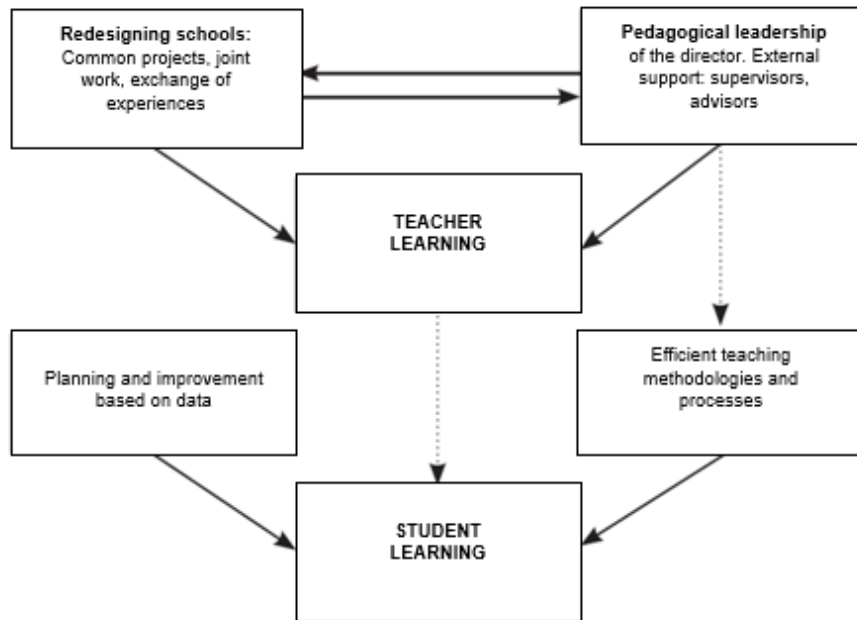 Redesigning schools:
Common projects, joint
work, exchange of
experiences
Pedagogical leadership
of the director. External
support: supervisors,
advisors
TEACHER
LEARNING
Planning and improvement
based on data
Efficient teaching
methodologies and
processes
STUDENT
LEARNING